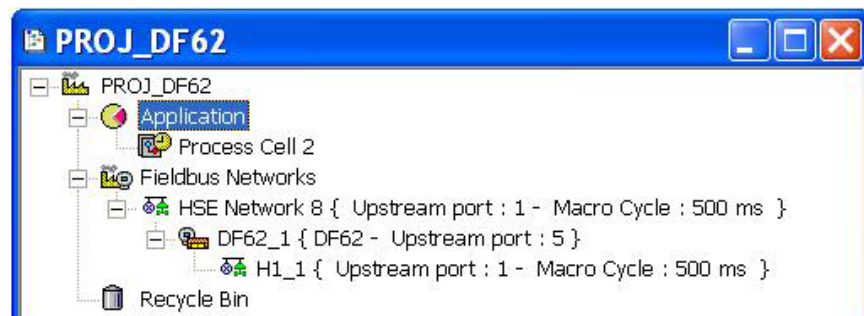 PROJ_DF62
PROJ_DF62
Application
Process Cell 2
Fieldbus Networks
HSE Network 8 { Upstream port : 1 - Macro Cycle : 500 ms }
DF62_1 { DF62 - Upstream port : 5 }
H1_1 { Upstream port : 1 - Macro Cycle : 500 ms }
Recycle Bin